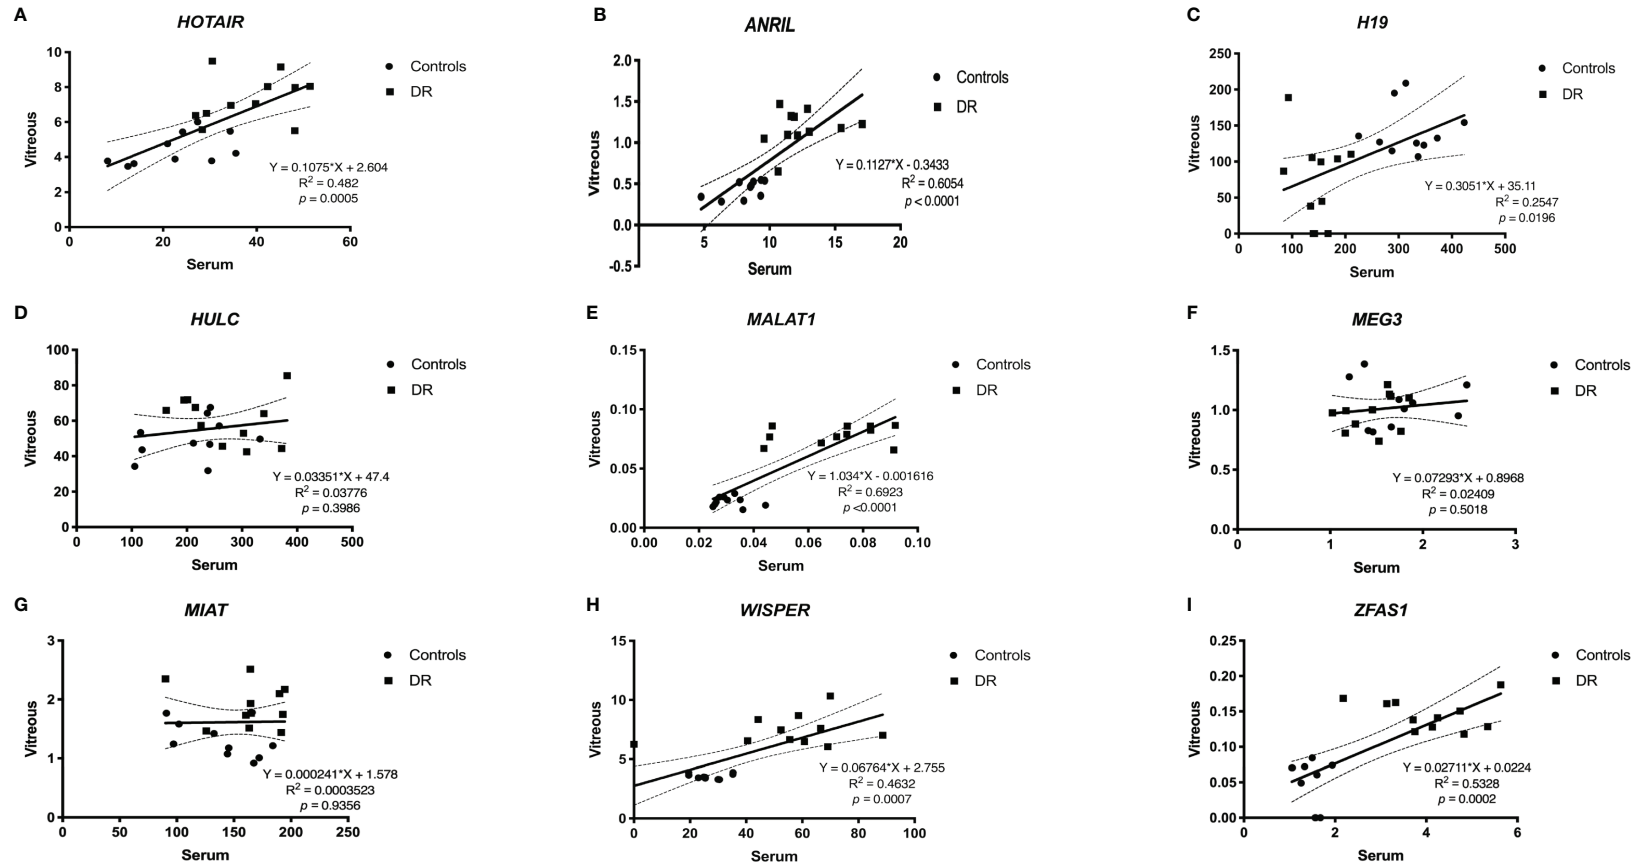 A
HOTAIR
10
8
6
4
2
0
Vitreous
0 20 40 60
Serum
Controls
DR
Y = 0.1075*X + 2.604
R² = 0.482
p = 0.0005
B
ANRIL
2.0
1.5
1.0
0.5
0.0
-0.5
Vitreous
5 10 15 20
Serum
Controls
DR
Y = 0.1127*X - 0.3433
R² = 0.6054
p < 0.0001
C
H19
250
200
150
100
50
0
Vitreous
0 100 200 300 400 500
Serum
Controls
DR
Y = 0.3051*X + 35.11
R² = 0.2547
p = 0.0196
D
HULC
100
80
60
40
20
0
Vitreous
0 100 200 300 400 500
Serum
Controls
DR
Y = 0.03351*X + 47.4
R² = 0.03776
p = 0.3986
E
MALAT1
0.15
0.10
0.05
0.00
Vitreous
0.00 0.02 0.04 0.06 0.08 0.10
Serum
Controls
DR
Y = 1.034*X - 0.001616
R² = 0.6923
p <0.0001
F
MEG3
1.5
1.0
0.5
0.0
Vitreous
0 1 2 3
Serum
Controls
DR
Y = 0.07293*X + 0.8968
R² = 0.02409
p = 0.5018
G
MIAT
3
2
1
0
Vitreous
0 50 100 150 200 250
Serum
Controls
DR
Y = 0.000241*X + 1.578
R² = 0.0003523
p = 0.9356
H
WISPER
15
10
5
0
Vitreous
0 20 40 60 80 100
Serum
Controls
DR
Y = 0.06764*X + 2.755
R² = 0.4632
p = 0.0007
I
ZFAS1
0.25
0.20
0.15
0.10
0.05
0.00
Vitreous
0 2 4 6
Serum
Controls
DR
Y = 0.02711*X + 0.0224
R² = 0.5328
p = 0.0002